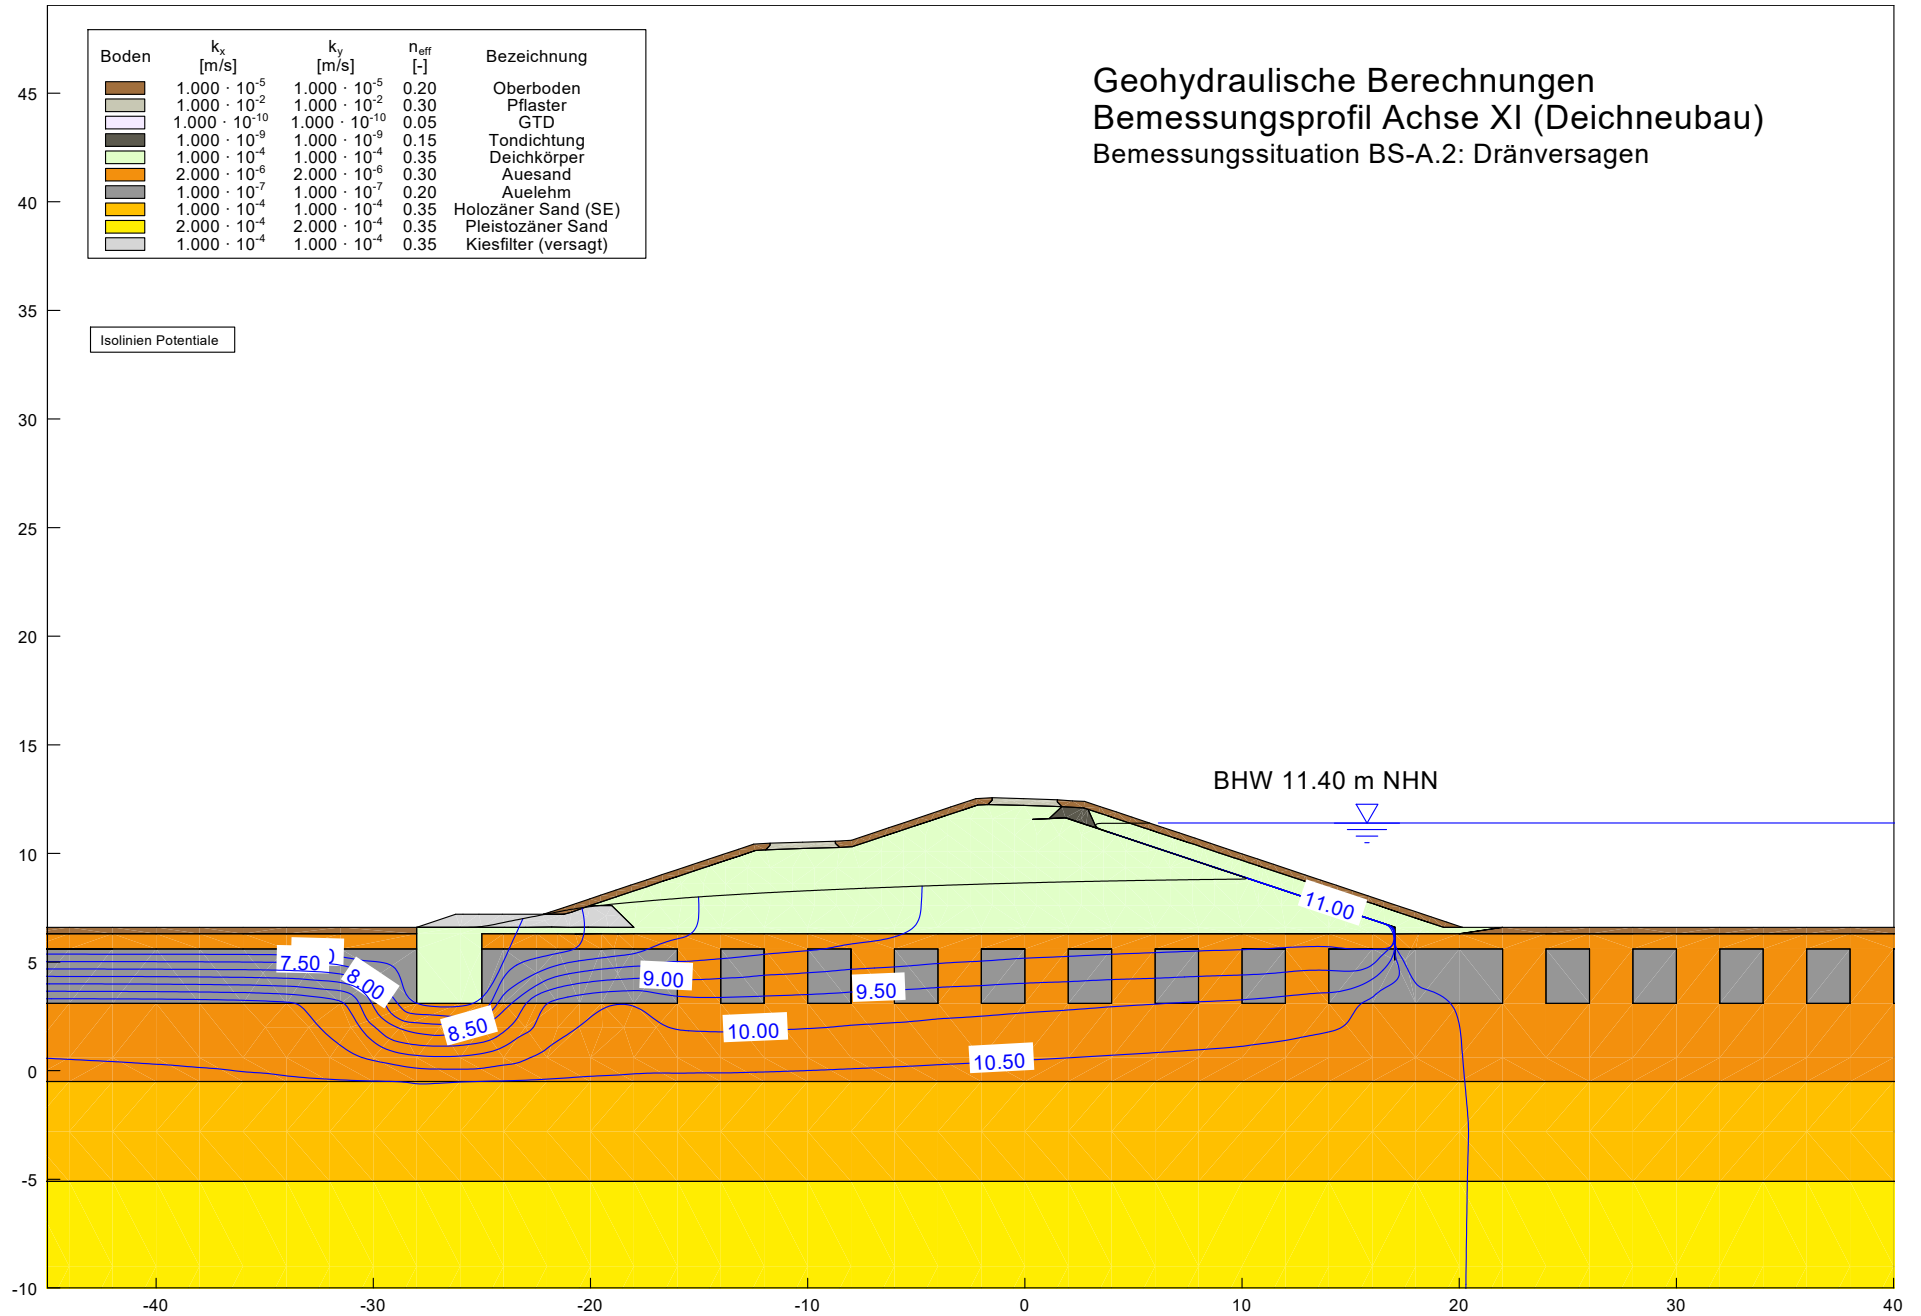 Boden kx [m/s] ky [m/s] neff [-] Bezeichnung
1.000 · 10-5 1.000 · 10-5 0.20 Oberboden
1.000 · 10-2 1.000 · 10-2 0.30 Pflaster
1.000 · 10-10 1.000 · 10-10 0.05 GTD
1.000 · 10-9 1.000 · 10-9 0.15 Tondichtung
1.000 · 10-4 1.000 · 10-4 0.35 Deichkörper
2.000 · 10-6 2.000 · 10-6 0.30 Auesand
1.000 · 10-7 1.000 · 10-7 0.20 Auelehm
1.000 · 10-4 1.000 · 10-4 0.35 Holozäner Sand (SE)
2.000 · 10-4 2.000 · 10-4 0.35 Pleistozäner Sand
1.000 · 10-4 1.000 · 10-4 0.35 Kiesfilter (versagt)
Geohydraulische Berechnungen
Bemessungsprofil Achse XI (Deichneubau)
Bemessungssituation BS-A.2: Dränversagen
Isolinien Potentiale
45
40
35
30
25
20
15
10
5
0
-5
-10
BHW 11.40 m NHN
11.00
7.50
8.00
8.50
9.00
9.50
10.00
10.50
-40 -30 -20 -10 0 10 20 30 40